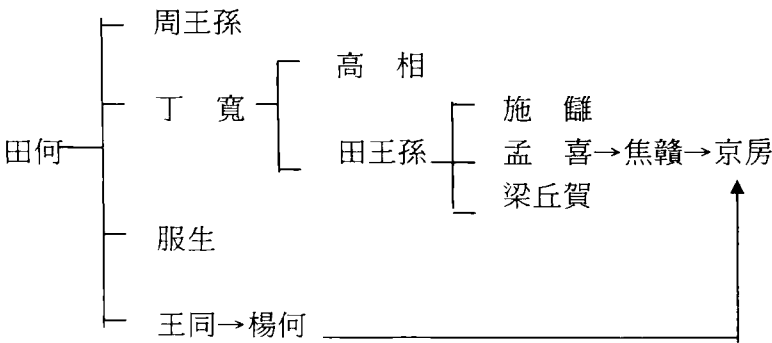 周王孫
高 相
丁 寬
施 讎
田何
田王孫
孟 喜→焦贛→京房
梁丘賀
服生
王同→楊何